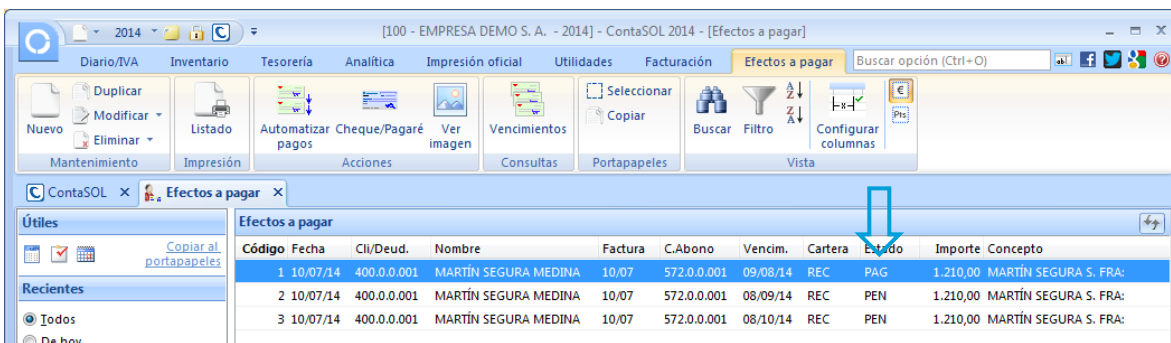 2014
[100 - EMPRESA DEMO S. A. - 2014] - ContaSOL 2014 - [Efectos a pagar]
Diario/IVA Inventario Tesorería Analítica Impresión oficial Utilidades Facturación Efectos a pagar Buscar opción (Ctrl+O)
Nuevo Duplicar Modificar Eliminar
Listado
Automatizar pagos Cheque/Pagaré Ver imagen
Vencimientos
Seleccionar Copiar
Buscar Filtro Configurar columnas € Pts
Mantenimiento Impresión Acciones Consultas Portapapeles Vista
ContaSOL Efectos a pagar
Útiles Efectos a pagar
Copiar al portapapeles
Código Fecha Cli/Deud. Nombre Factura C.Abono Vencim. Cartera Estado Importe Concepto
1 10/07/14 400.0.0.001 MARTÍN SEGURA MEDINA 10/07 572.0.0.001 09/08/14 REC PAG 1.210,00 MARTÍN SEGURA S. FRA:
Recientes
2 10/07/14 400.0.0.001 MARTÍN SEGURA MEDINA 10/07 572.0.0.001 08/09/14 REC PEN 1.210,00 MARTÍN SEGURA S. FRA:
Todos
3 10/07/14 400.0.0.001 MARTÍN SEGURA MEDINA 10/07 572.0.0.001 08/10/14 REC PEN 1.210,00 MARTÍN SEGURA S. FRA:
De hoy